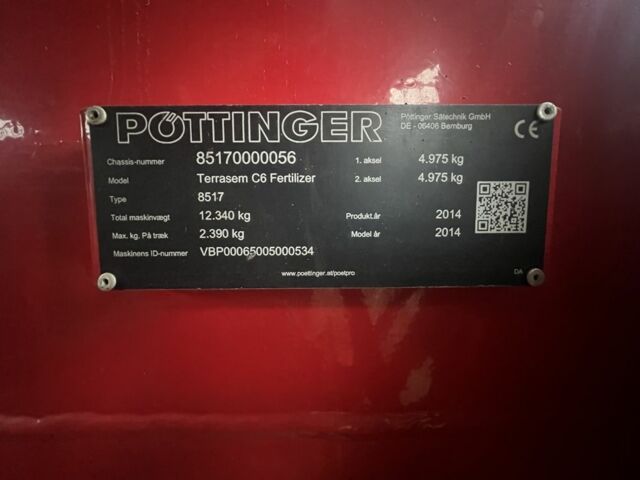 PÖTTINGER
Pöttinger Sätechnik GmbH
DE - 06406 Bernburg
CE
Chassis-nummer 85170000056 1. aksel 4.975 kg
Model Terrasem C6 Fertilizer 2. aksel 4.975 kg
Type 8517
Total maskinvægt 12.340 kg Produkt.år 2014
Max. kg. På træk 2.390 kg Model år 2014
Maskinens ID-nummer VBP00065005000534
www.poettinger.at/poetpro
DA